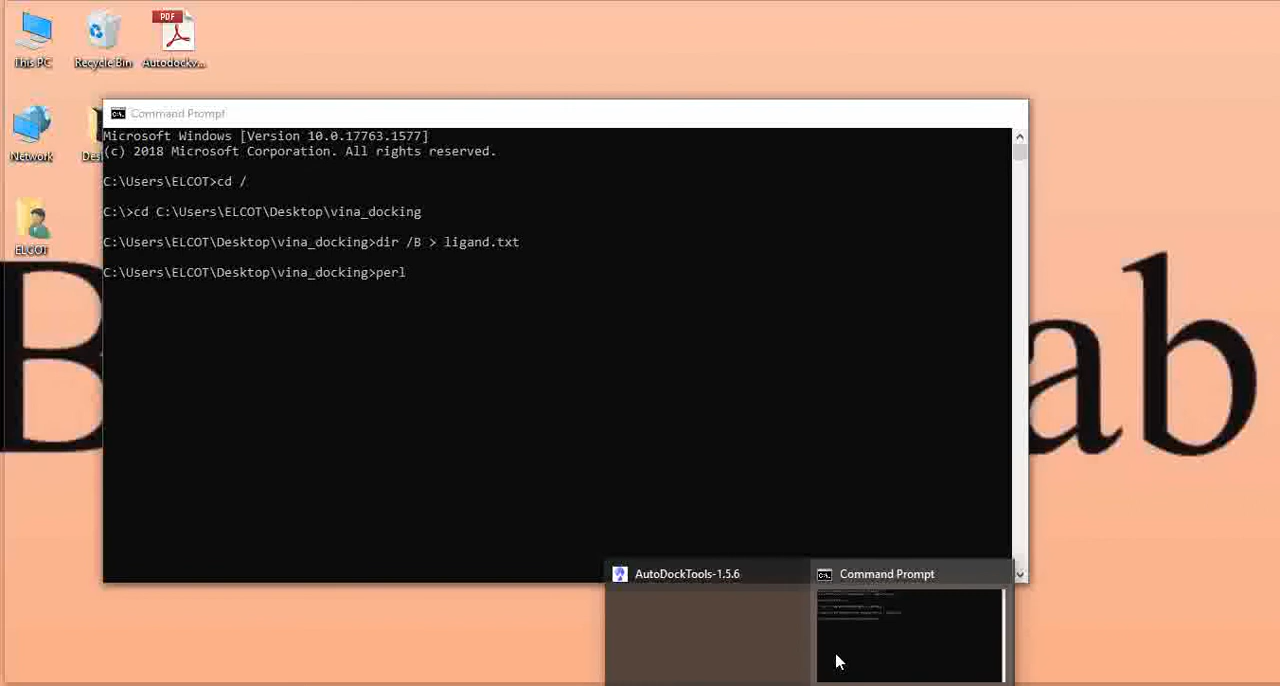 This PC
Recycle Bin
Autodockv...
PDF
Network
Des
ELCOT
Command Prompt
Microsoft Windows [Version 10.0.17763.1577]
(c) 2018 Microsoft Corporation. All rights reserved.
C:\Users\ELCOT>cd /
C:\>cd C:\Users\ELCOT\Desktop\vina_docking
C:\Users\ELCOT\Desktop\vina_docking>dir /B > ligand.txt
C:\Users\ELCOT\Desktop\vina_docking>perl
B
ab
AutoDockTools-1.5.6
Command Prompt